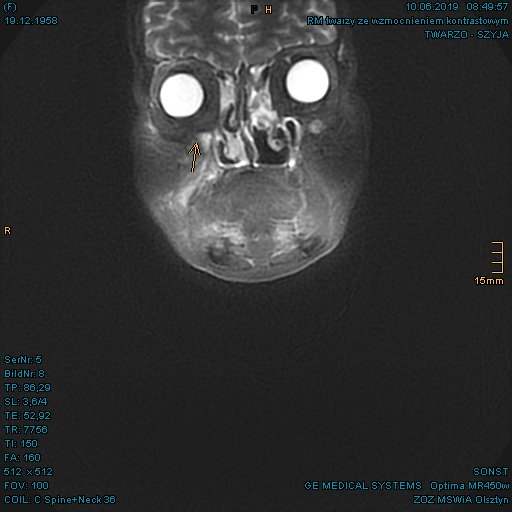 (F)
19.12.1958
P H
10.06.2019 08:49:57
RM twarzy ze wzmocnieniem kontrastowym
TWARZO - SZYJA
R
15mm
SerNr: 5
BildNr: 8
TP: 86,29
SL: 3,6/4
TE: 52,92
TR: 7756
TI: 150
FA: 160
512 × 512
FOV: 100
COIL: C Spine+Neck 36
SONST
GE MEDICAL SYSTEMS Optima MR450w
ZOZ MSWiA Olsztyn